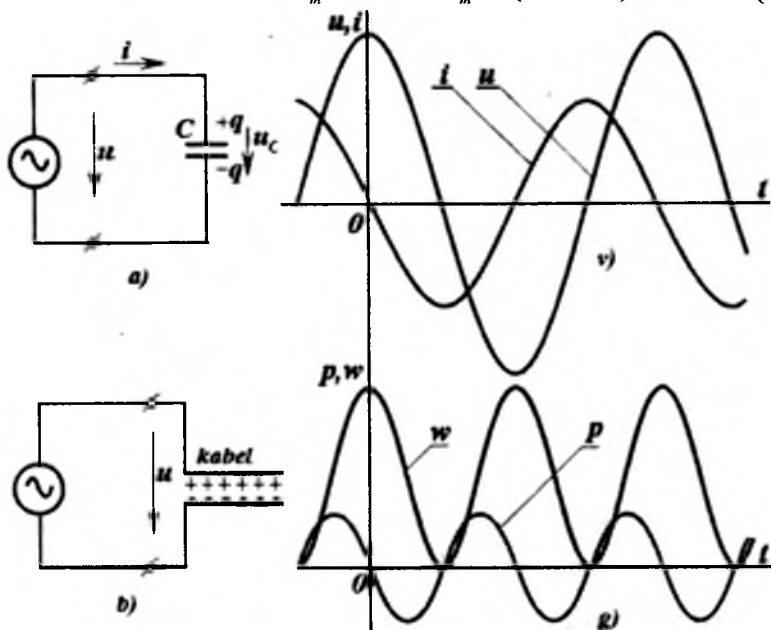 u, i
i
i
u
C
+q
-q
u_C
u
t
0
a)
v)
p, w
w
p
kabel
+ + + + + +
- - - - - -
u
0
t
b)
g)